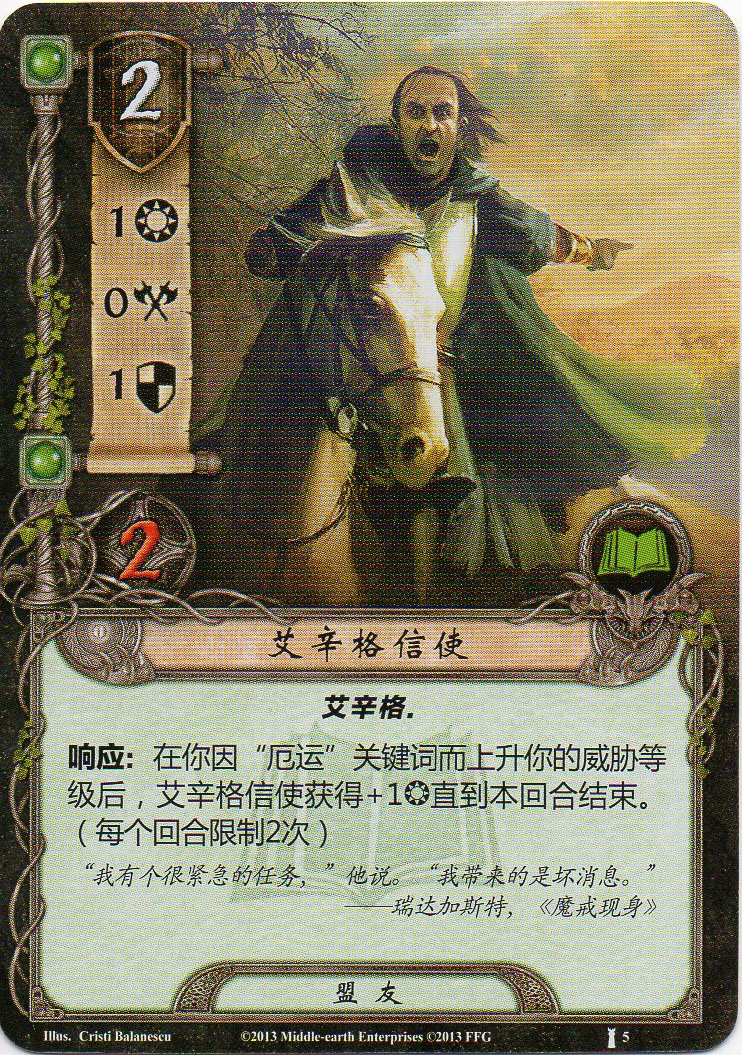 2
1
0
1
2
艾辛格信使
艾辛格.
响应：在你因“厄运”关键词而上升你的威胁等
级后，艾辛格信使获得+1直到本回合结束。
（每个回合限制2次）
“我有个很紧急的任务，”他说。“我带来的是坏消息。”
——瑞达加斯特，《魔戒现身》
盟 友
Illus. Cristi Balanescu ©2013 Middle-earth Enterprises ©2013 FFG 5